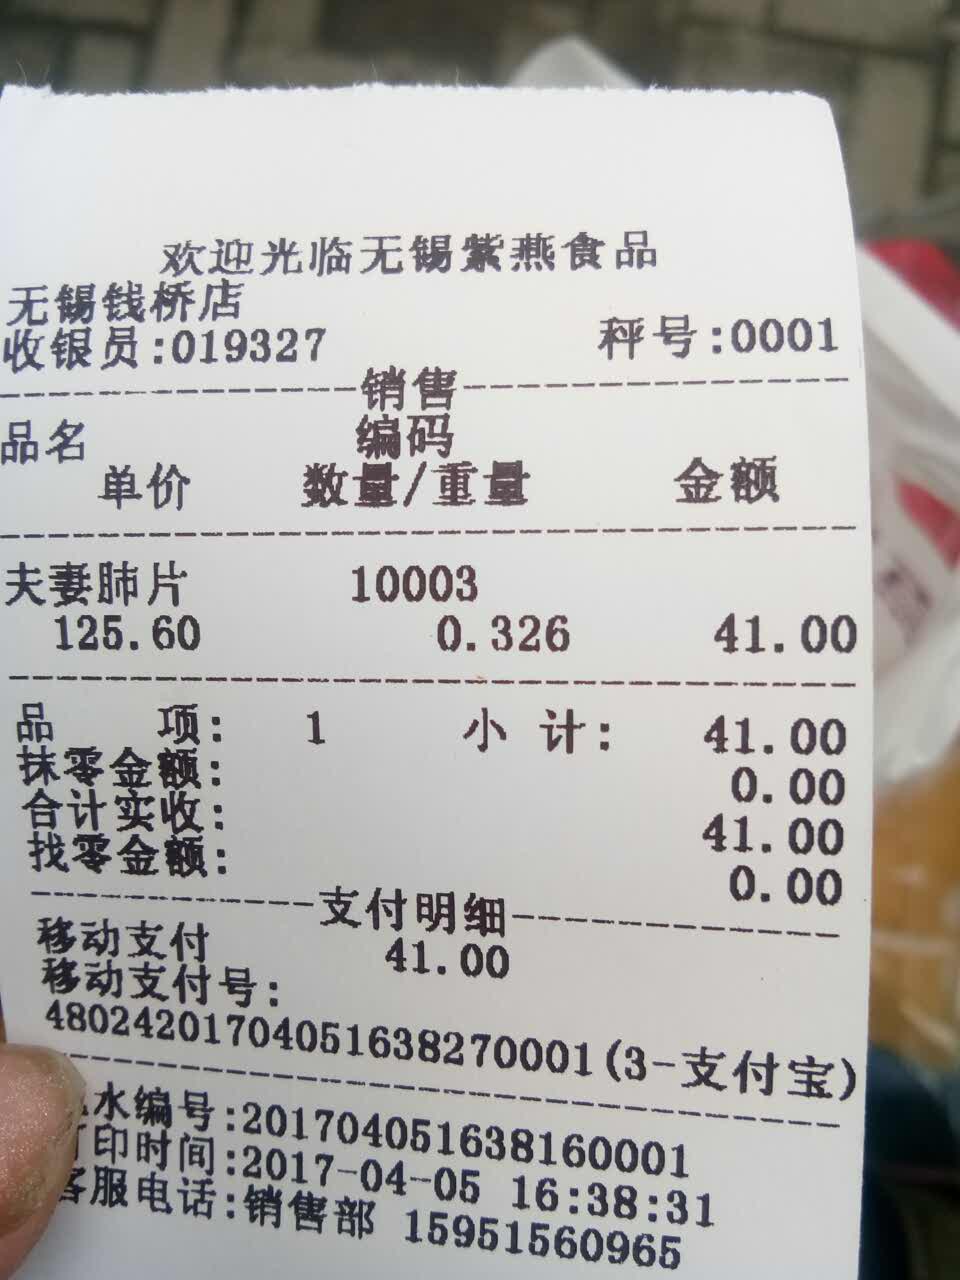 欢迎光临无锡紫燕食品
无锡钱桥店
收银员:019327 秤号:0001
销售
品名 编码
单价 数量/重量 金额
夫妻肺片 10003
125.60 0.326 41.00
品 项: 1 小 计: 41.00
抹零金额: 0.00
合计实收: 41.00
找零金额: 0.00
支付明细
移动支付 41.00
移动支付号:
48024201704051638270001(3-支付宝)
水编号:201704051638160001
印时间:2017-04-05 16:38:31
客服电话:销售部 15951560965